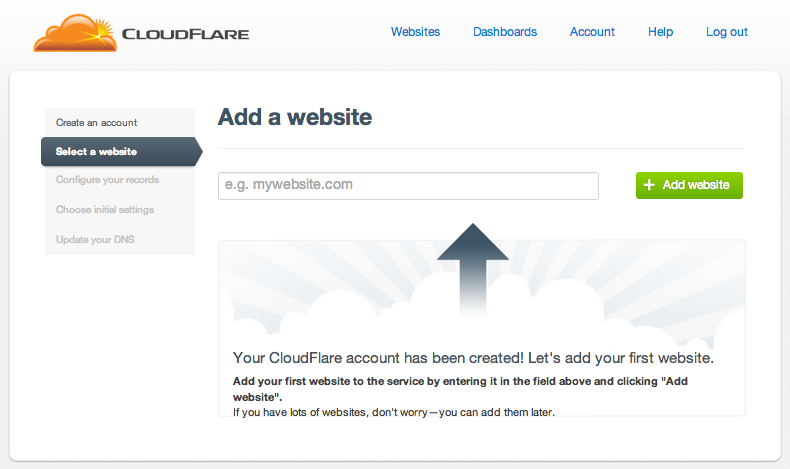 CLOUDFLARE
Websites Dashboards Account Help Log out
Create an account
Select a website
Configure your records
Choose initial settings
Update your DNS
Add a website
e.g. mywebsite.com
+ Add website
Your CloudFlare account has been created! Let's add your first website.
Add your first website to the service by entering it in the field above and clicking "Add
website".
If you have lots of websites, don't worry—you can add them later.